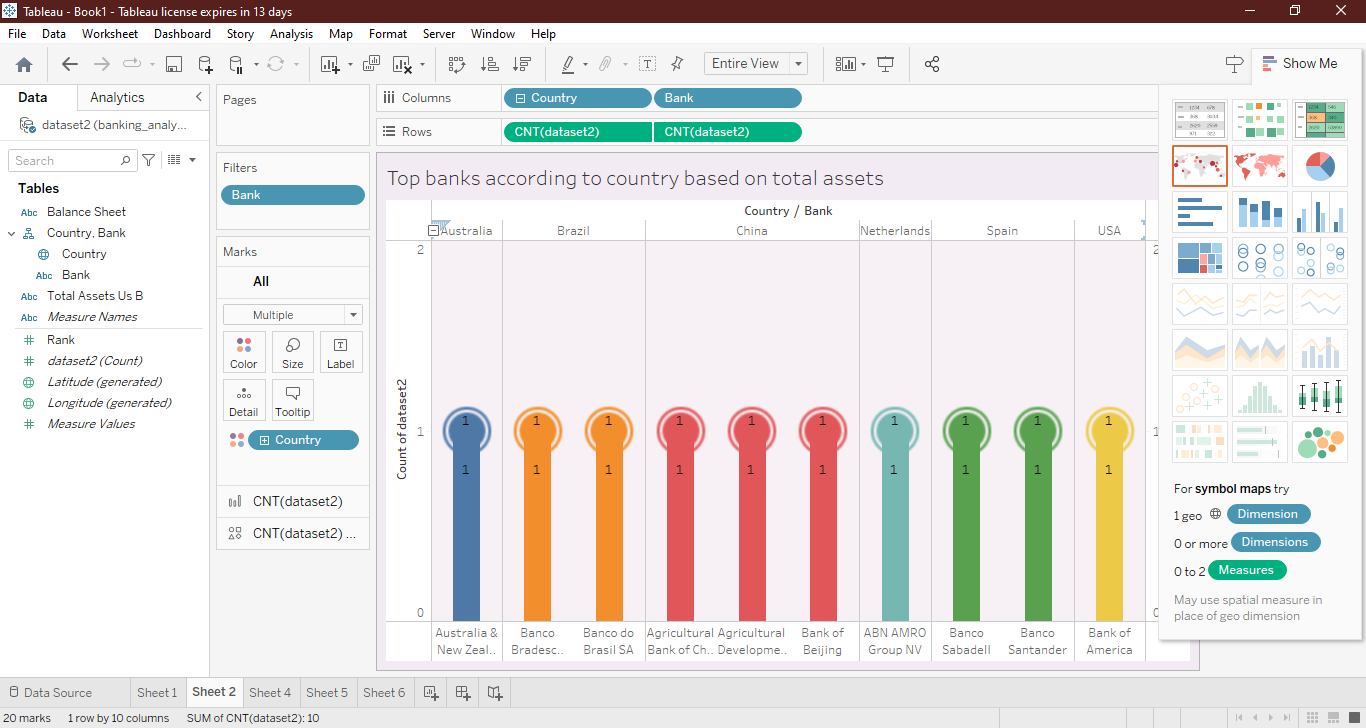 Tableau - Book1 - Tableau license expires in 13 days
File Data Worksheet Dashboard Story Analysis Map Format Server Window Help
Entire View
Show Me
Data Analytics
dataset2 (banking_analy...
Search
Tables
Abc Balance Sheet
Country, Bank
Country
Abc Bank
Abc Total Assets Us B
Abc Measure Names
Rank
dataset2 (Count)
Latitude (generated)
Longitude (generated)
Measure Values
Pages
Filters
Bank
Marks
All
Multiple
Color Size Label
Detail Tooltip
Country
CNT(dataset2)
CNT(dataset2) ...
Columns Country Bank
Rows CNT(dataset2) CNT(dataset2)
Top banks according to country based on total assets
Country / Bank
Australia Brazil China Netherlands Spain USA
2 2
Count of dataset2
1 1 1 1 1 1 1 1 1 1
1 1
1 1 1 1 1 1 1 1 1 1
0 0
Australia & Banco Banco do Agricultural Agricultural Bank of ABN AMRO Banco Banco Bank of
New Zeal.. Bradesc.. Brasil SA Bank of Ch.. Developme.. Beijing Group NV Sabadell Santander America
For symbol maps try
1 geo Dimension
0 or more Dimensions
0 to 2 Measures
May use spatial measure in
place of geo dimension
Data Source Sheet 1 Sheet 2 Sheet 4 Sheet 5 Sheet 6
20 marks 1 row by 10 columns SUM of CNT(dataset2): 10